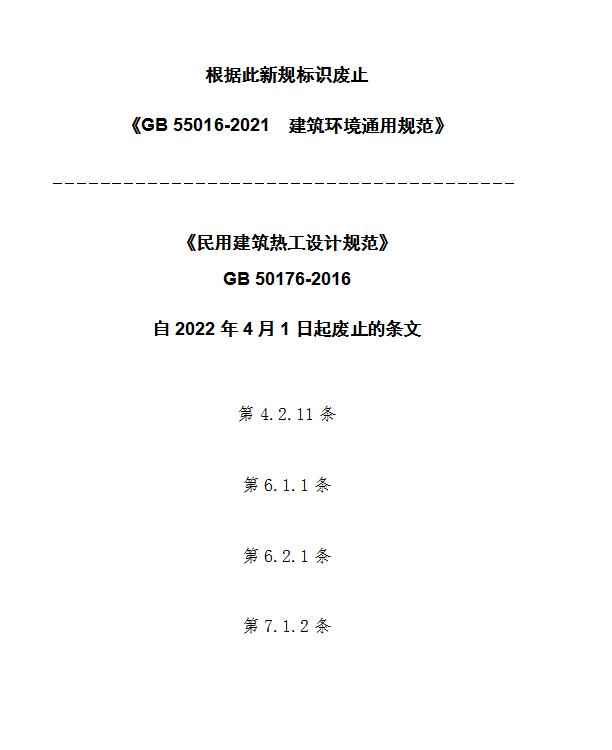 根据此新规标识废止
《GB 55016-2021 建筑环境通用规范》
----------------------------------------
《民用建筑热工设计规范》
GB 50176-2016
自 2022 年 4 月 1 日起废止的条文
第 4.2.11 条
第 6.1.1 条
第 6.2.1 条
第 7.1.2 条